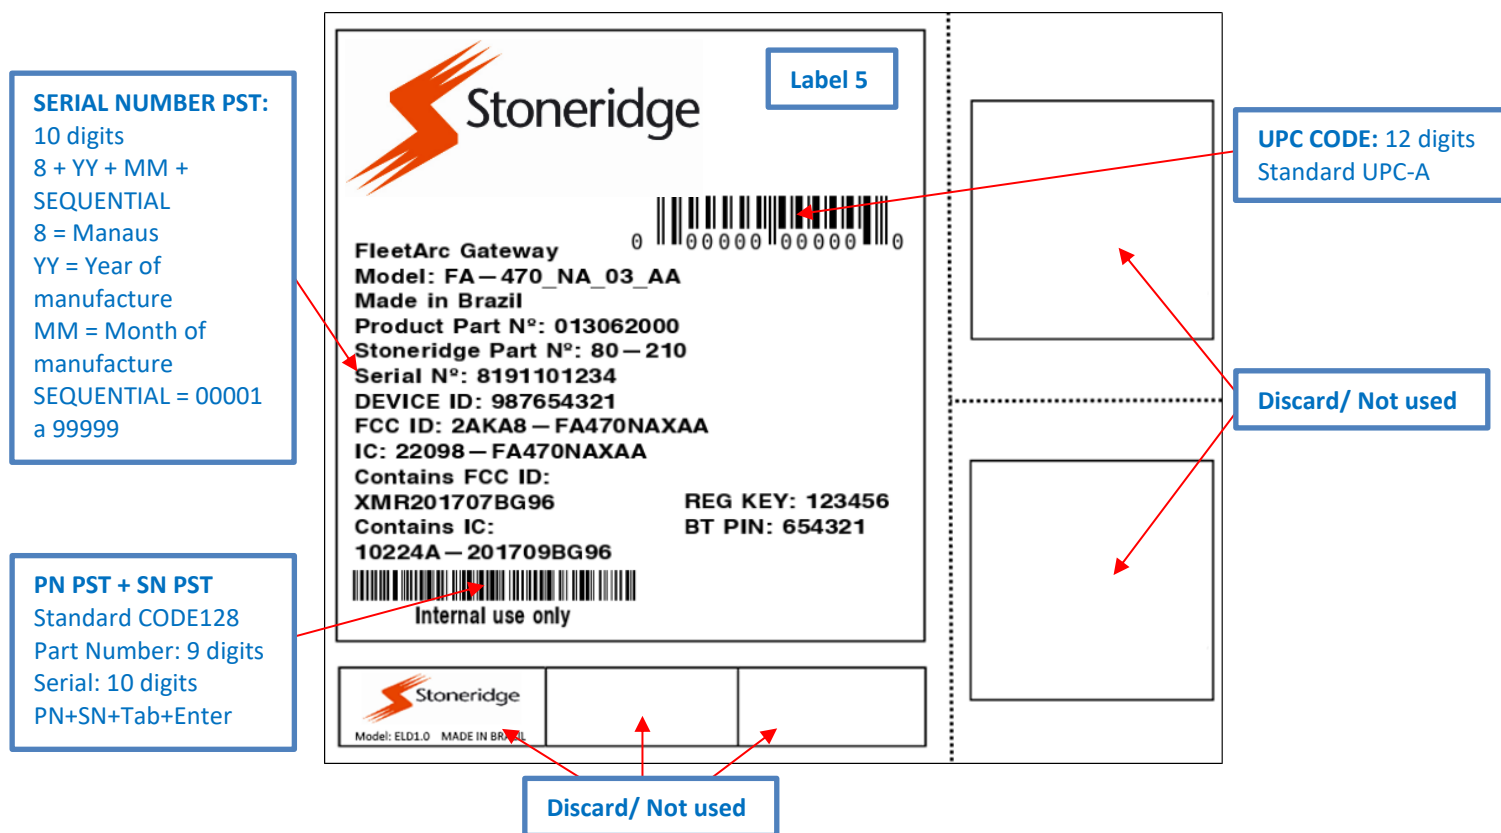 SERIAL NUMBER PST:
10 digits
8 + YY + MM +
SEQUENTIAL
8 = Manaus
YY = Year of
manufacture
MM = Month of
manufacture
SEQUENTIAL = 00001
a 99999
PN PST + SN PST
Standard CODE128
Part Number: 9 digits
Serial: 10 digits
PN+SN+Tab+Enter
Stoneridge
Label 5
0 00000 00000 0
FleetArc Gateway
Model: FA—470_NA_03_AA
Made in Brazil
Product Part Nº: 013062000
Stoneridge Part Nº: 80—210
Serial Nº: 8191101234
DEVICE ID: 987654321
FCC ID: 2AKA8—FA470NAXAA
IC: 22098—FA470NAXAA
Contains FCC ID:
XMR201707BG96
Contains IC:
10224A—201709BG96
REG KEY: 123456
BT PIN: 654321
Internal use only
Stoneridge
Model: ELD1.0 MADE IN BRAZIL
Discard/ Not used
UPC CODE: 12 digits
Standard UPC-A
Discard/ Not used